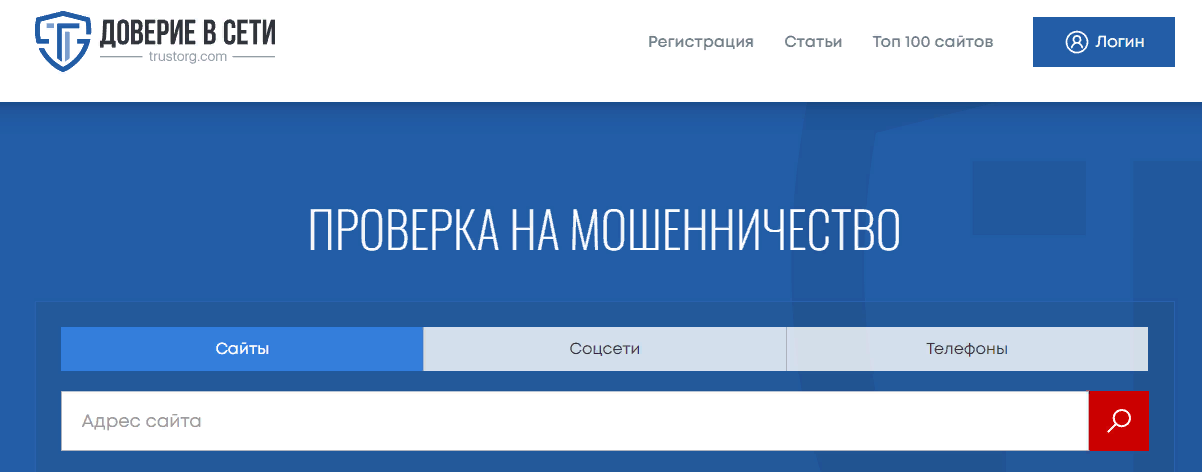 ДОВЕРИЕ В СЕТИ
trustorg.com
Регистрация Статьи Топ 100 сайтов Логин
ПРОВЕРКА НА МОШЕННИЧЕСТВО
Сайты Соцсети Телефоны
Адрес сайта